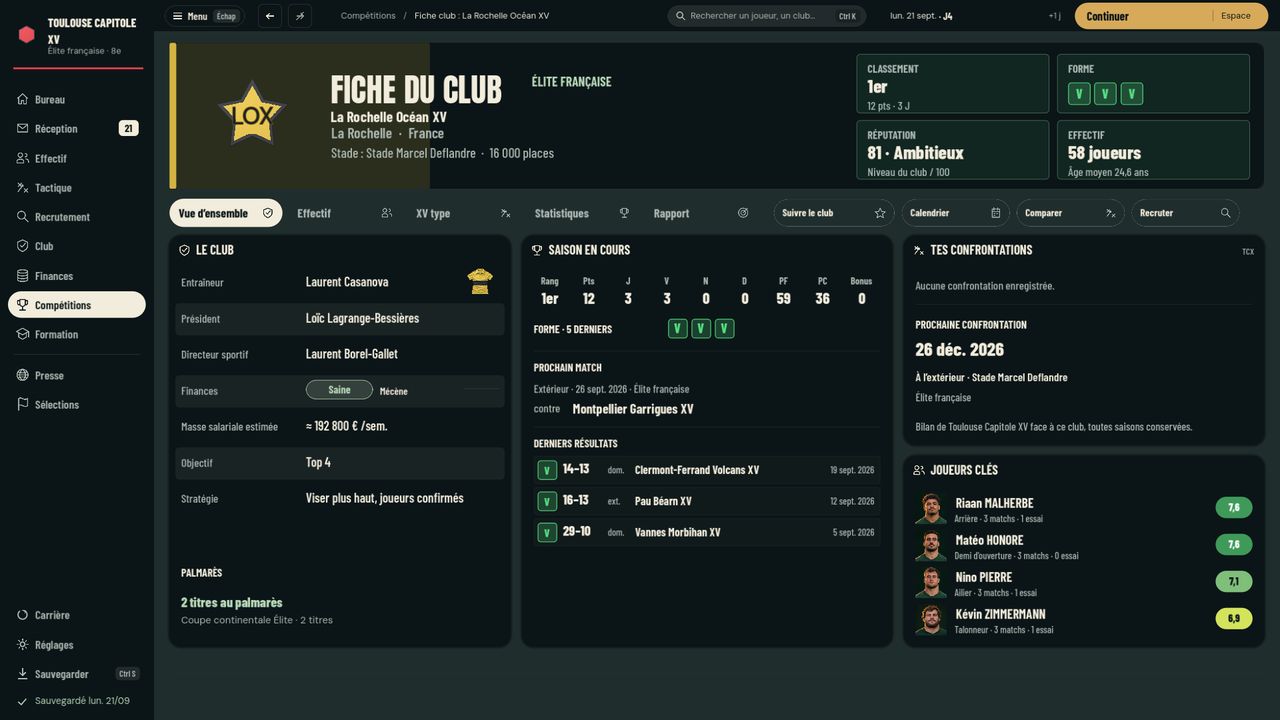 TOULOUSE CAPITOLE XV
Élite française · 8e
Menu Échap
Compétitions / Fiche club : La Rochelle Océan XV
Rechercher un joueur, un club... Ctrl K
lun. 21 sept. · J4
+1 j
Continuer Espace
Bureau
Réception 21
Effectif
Tactique
Recrutement
Club
Finances
Compétitions
Formation
Presse
Sélections
Carrière
Réglages
Sauvegarder Ctrl S
Sauvegardé lun. 21/09
LOX
FICHE DU CLUB
ÉLITE FRANÇAISE
La Rochelle Océan XV
La Rochelle · France
Stade : Stade Marcel Deflandre · 16 000 places
CLASSEMENT
1er
12 pts · 3 J
FORME
V V V
RÉPUTATION
81 · Ambitieux
Niveau du club / 100
EFFECTIF
58 joueurs
Âge moyen 24,6 ans
Vue d'ensemble
Effectif
XV type
Statistiques
Rapport
Suivre le club
Calendrier
Comparer
Recruter
LE CLUB
Entraîneur Laurent Casanova
Président Loïc Lagrange-Bessières
Directeur sportif Laurent Borel-Gallet
Finances Saine Mécène
Masse salariale estimée ≈ 192 800 € /sem.
Objectif Top 4
Stratégie Viser plus haut, joueurs confirmés
PALMARÈS
2 titres au palmarès
Coupe continentale Élite · 2 titres
SAISON EN COURS
Rang Pts J V N D PF PC Bonus
1er 12 3 3 0 0 59 36 0
FORME · 5 DERNIERS V V V
PROCHAIN MATCH
Extérieur · 26 sept. 2026 · Élite française
contre Montpellier Garrigues XV
DERNIERS RÉSULTATS
V 14–13 dom. Clermont-Ferrand Volcans XV 19 sept. 2026
V 16–13 ext. Pau Béarn XV 12 sept. 2026
V 29–10 dom. Vannes Morbihan XV 5 sept. 2026
TES CONFRONTATIONS TCX
Aucune confrontation enregistrée.
PROCHAINE CONFRONTATION
26 déc. 2026
À l'extérieur · Stade Marcel Deflandre
Élite française
Bilan de Toulouse Capitole XV face à ce club, toutes saisons conservées.
JOUEURS CLÉS
Riaan MALHERBE 7,6
Arrière · 3 matchs · 1 essai
Matéo HONORE 7,6
Demi d'ouverture · 3 matchs · 0 essai
Nino PIERRE 7,1
Ailier · 3 matchs · 1 essai
Kévin ZIMMERMANN 6,9
Talonneur · 3 matchs · 1 essai